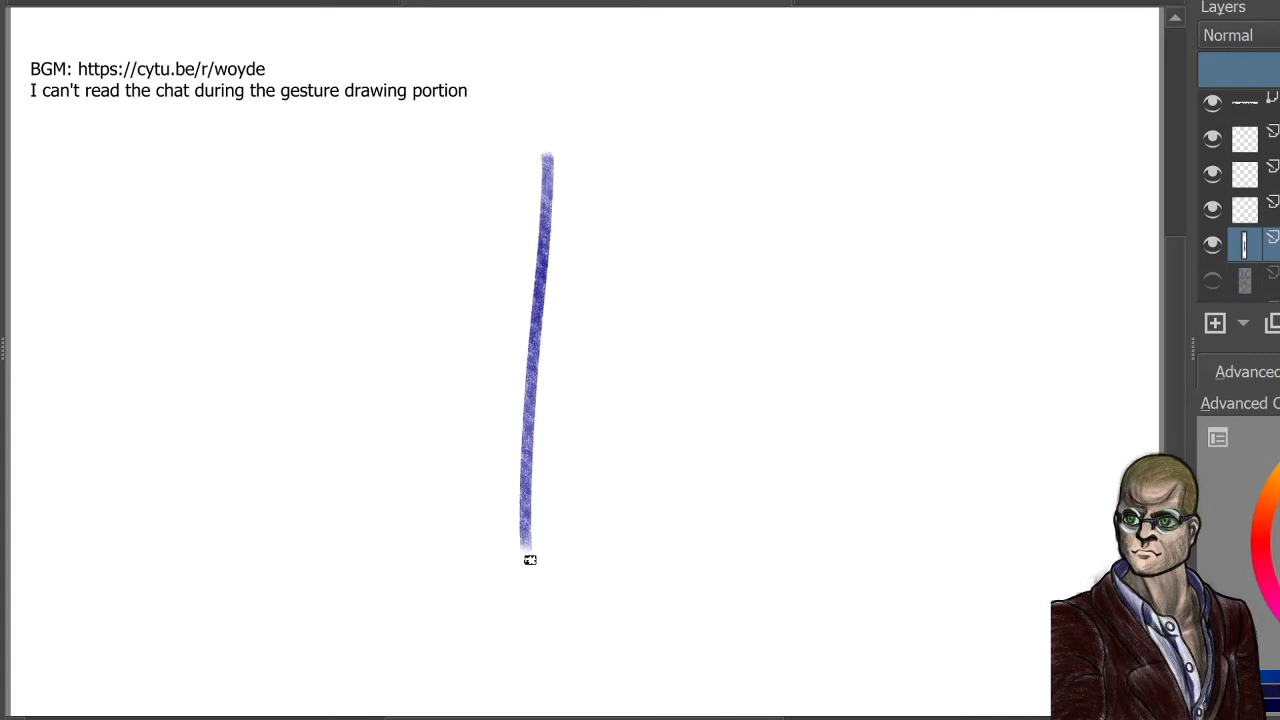 Layers
Normal
BGM: https://cytu.be/r/woyde
I can't read the chat during the gesture drawing portion
Advanced
Advanced C